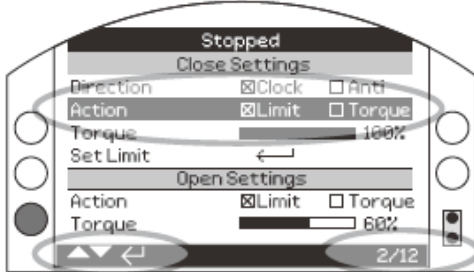 Stopped
Close Settings
Direction ☒Clock ☐Anti
Action ☒Limit ☐Torque
Torque 100%
Set Limit
Open Settings
Action ☒Limit ☐Torque
Torque 60%
2/12